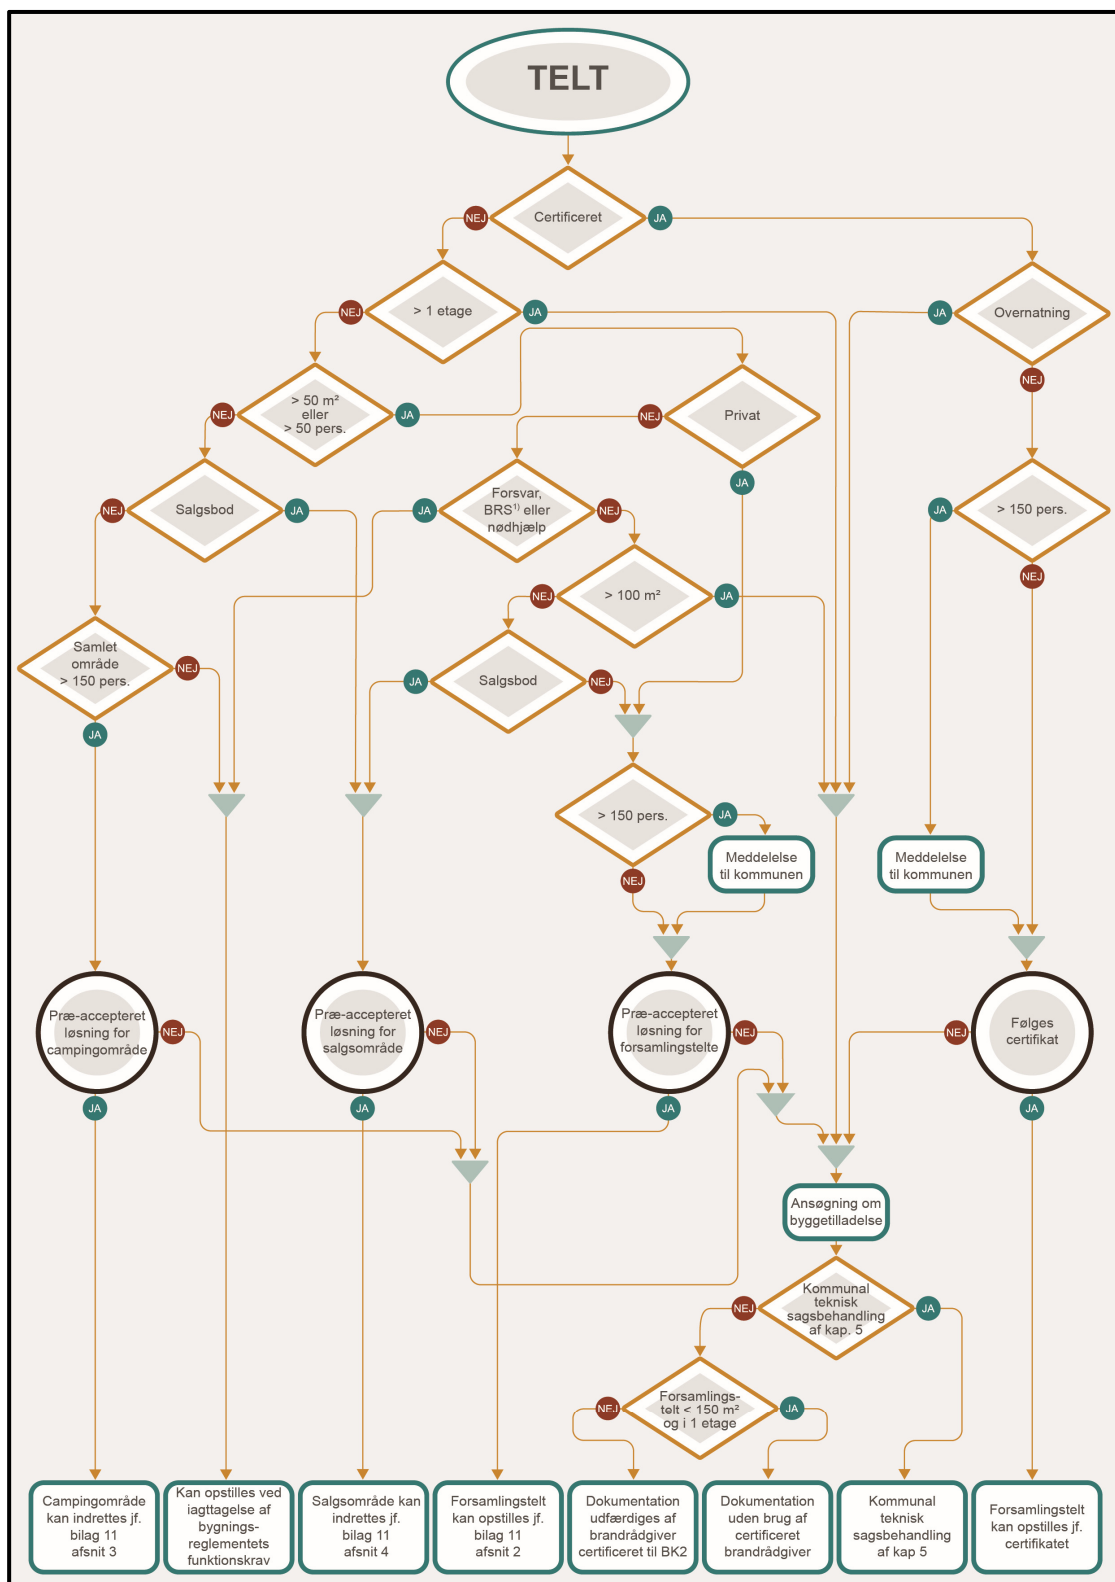 TELT
Certificeret
NEJ
JA
> 1 etage
NEJ
JA
Overnatning
JA
NEJ
> 50 m²
eller
> 50 pers.
NEJ
JA
Privat
NEJ
JA
Salgsbod
NEJ
JA
Forsvar,
BRS¹⁾ eller
nødhjælp
JA
NEJ
> 150 pers.
JA
NEJ
> 100 m²
NEJ
JA
Samlet
område
> 150 pers.
NEJ
JA
Salgsbod
JA
NEJ
> 150 pers.
JA
NEJ
Meddelelse
til kommunen
Meddelelse
til kommunen
Præ-accepteret
løsning for
campingområde
NEJ
JA
Præ-accepteret
løsning for
salgsområde
NEJ
JA
Præ-accepteret
løsning for
forsamlingstelte
NEJ
JA
Følges
certifikat
NEJ
JA
Ansøgning om
byggetilladelse
Kommunal
teknisk
sagsbehandling
af kap. 5
NEJ
JA
Forsamlings-
telt < 150 m²
og i 1 etage
NEJ
JA
Campingområde
kan indrettes jf.
bilag 11
afsnit 3
Kan opstilles ved
iagttagelse af
bygnings-
reglementets
funktionskrav
Salgsområde kan
indrettes jf.
bilag 11
afsnit 4
Forsamlingstelt
kan opstilles jf.
bilag 11
afsnit 2
Dokumentation
udfærdiges af
brandrådgiver
certificeret til BK2
Dokumentation
uden brug af
certificeret
brandrådgiver
Kommunal
teknisk
sagsbehandling
af kap 5
Forsamlingstelt
kan opstilles jf.
certifikatet